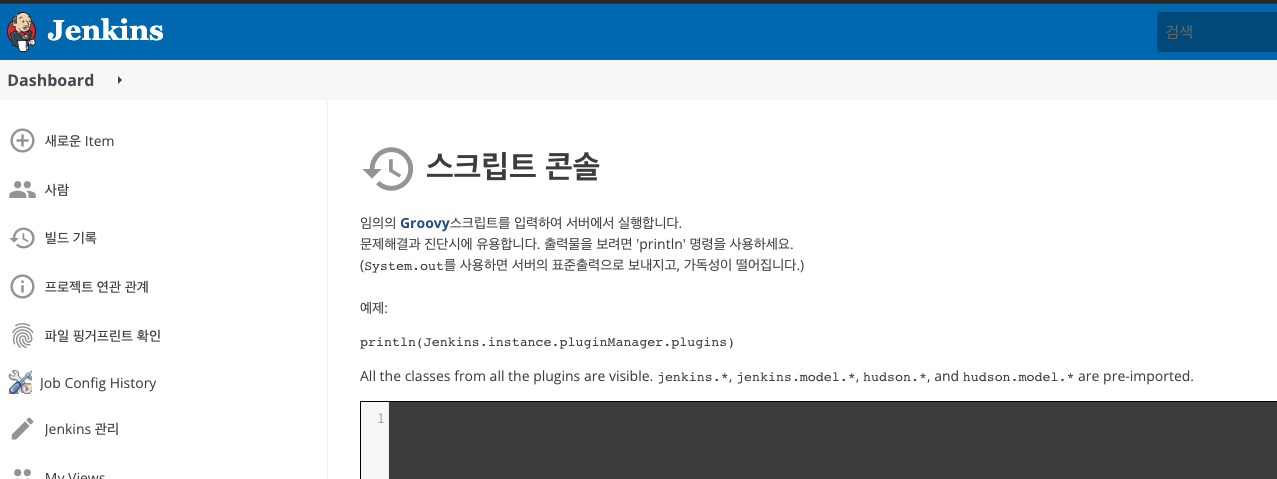 Jenkins
검색
Dashboard
새로운 Item
사람
빌드 기록
프로젝트 연관 관계
파일 핑거프린트 확인
Job Config History
Jenkins 관리
My Views
스크립트 콘솔
임의의 Groovy스크립트를 입력하여 서버에서 실행합니다.
문제해결과 진단시에 유용합니다. 출력물을 보려면 'println' 명령을 사용하세요.
(System.out를 사용하면 서버의 표준출력으로 보내지고, 가독성이 떨어집니다.)
예제:
println(Jenkins.instance.pluginManager.plugins)
All the classes from all the plugins are visible. jenkins.*, jenkins.model.*, hudson.*, and hudson.model.* are pre-imported.
1